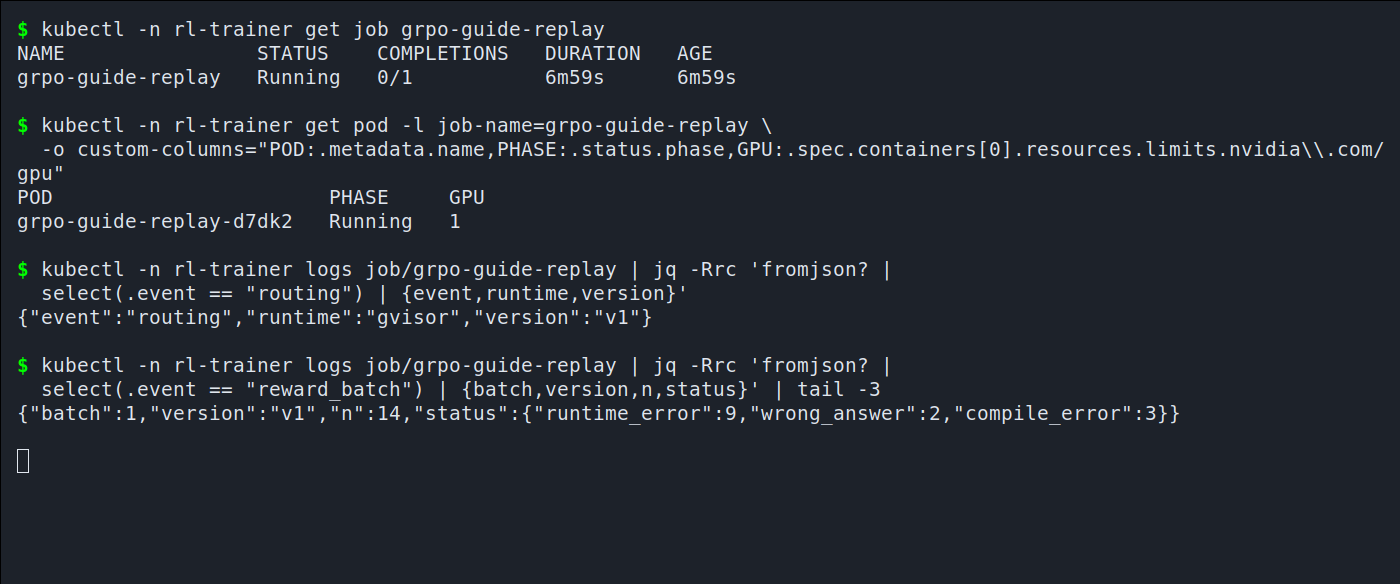 $ kubectl -n rl-trainer get job grpo-guide-replay
NAME                STATUS    COMPLETIONS   DURATION   AGE
grpo-guide-replay   Running   0/1           6m59s      6m59s
$ kubectl -n rl-trainer get pod -l job-name=grpo-guide-replay \
  -o custom-columns="POD:.metadata.name,PHASE:.status.phase,GPU:.spec.containers[0].resources.limits.nvidia\\.com/
gpu"
POD                       PHASE     GPU
grpo-guide-replay-d7dk2   Running   1
$ kubectl -n rl-trainer logs job/grpo-guide-replay | jq -Rrc 'fromjson? |
  select(.event == "routing") | {event,runtime,version}'
{"event":"routing","runtime":"gvisor","version":"v1"}
$ kubectl -n rl-trainer logs job/grpo-guide-replay | jq -Rrc 'fromjson? |
  select(.event == "reward_batch") | {batch,version,n,status}' | tail -3
{"batch":1,"version":"v1","n":14,"status":{"runtime_error":9,"wrong_answer":2,"compile_error":3}}